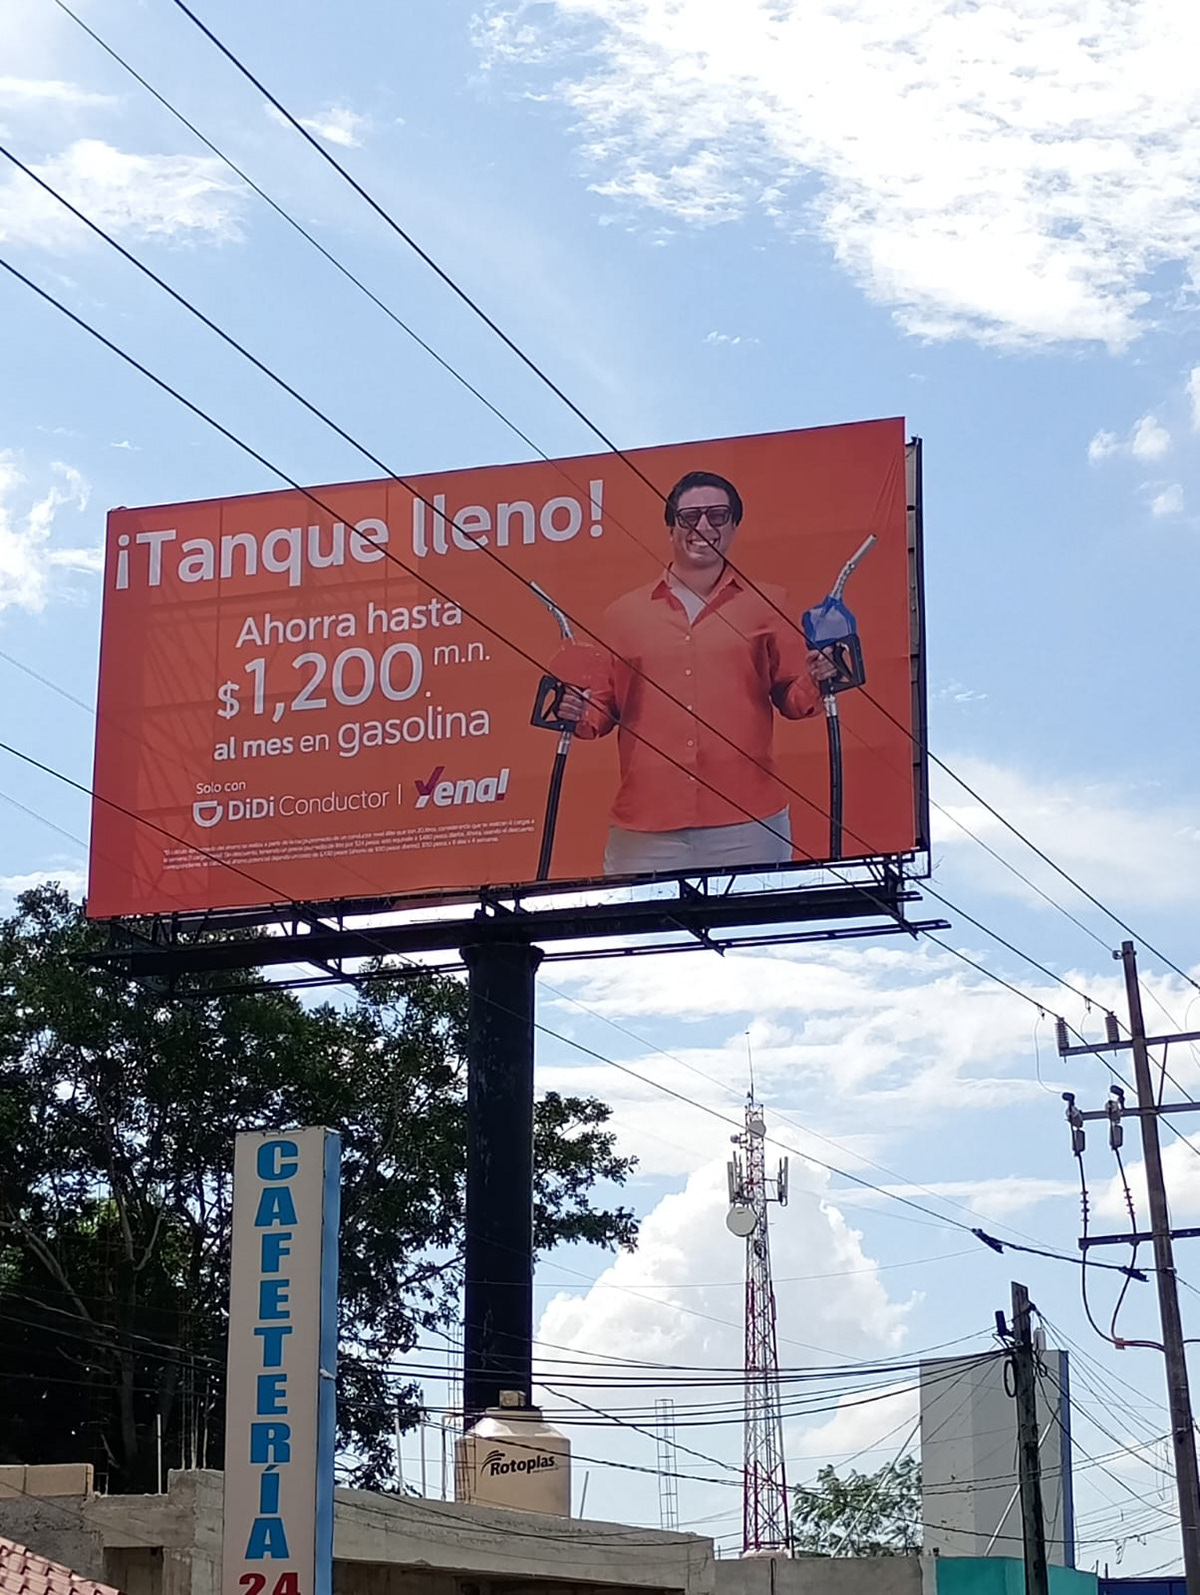 ¡Tanque lleno!
Ahorra hasta
$1,200 m.n.
al mes en gasolina
Solo con
DiDi Conductor | Yena!
CAFETERÍA
24
Rotoplas